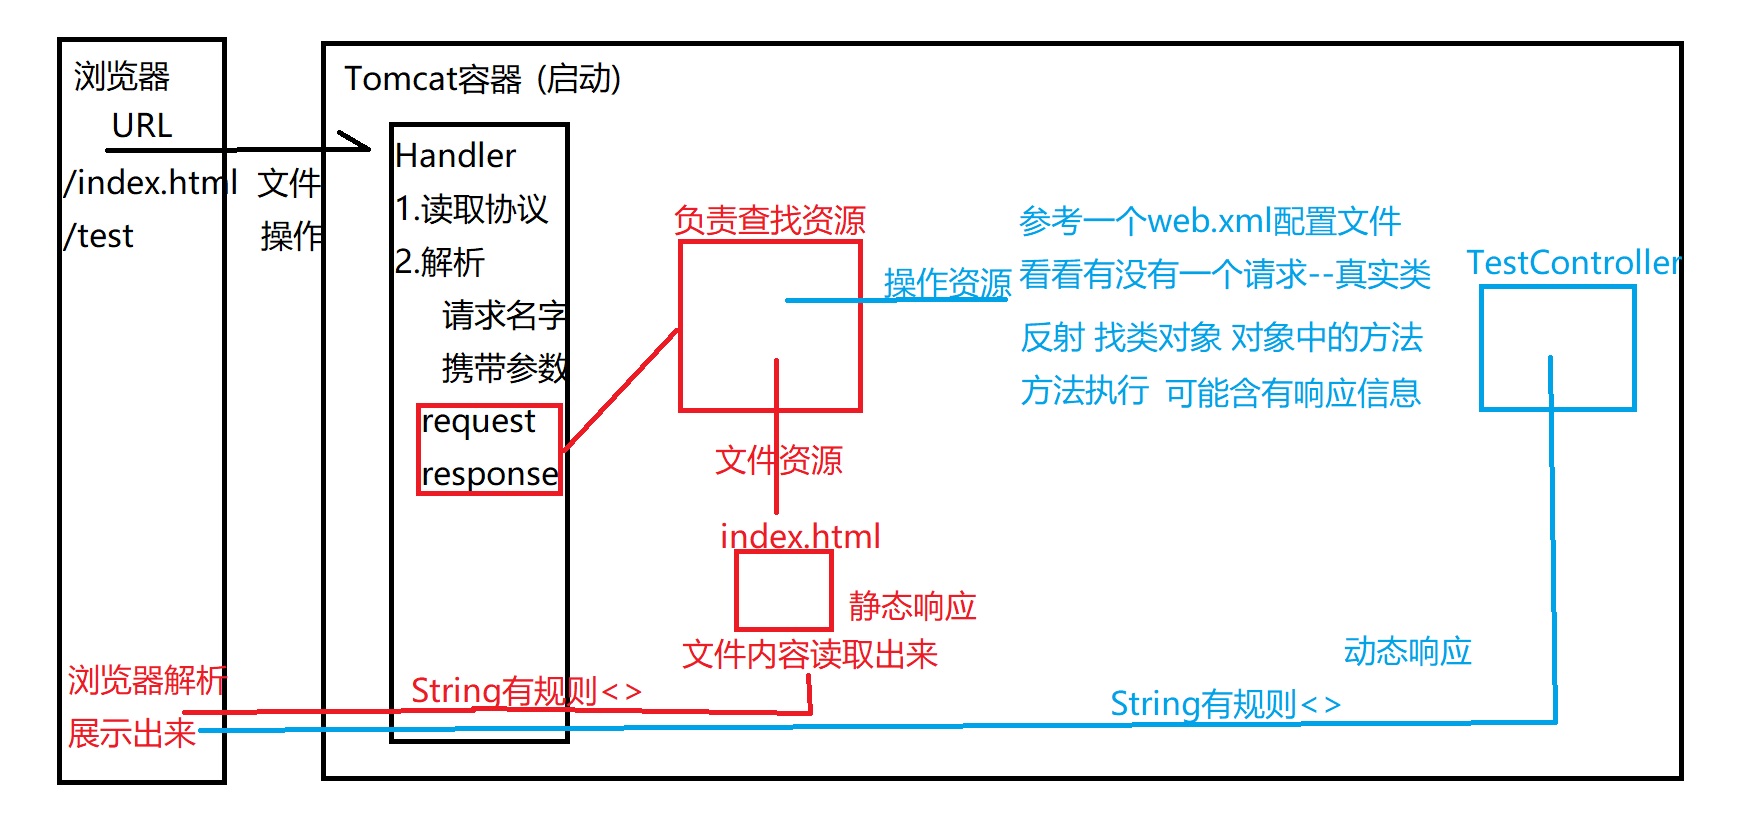 浏览器
URL
/index.html 文件
/test 操作
Tomcat容器 (启动)
Handler
1.读取协议
2.解析
请求名字
携带参数
request
response
负责查找资源
操作资源
参考一个web.xml配置文件
看看有没有一个请求--真实类
反射 找类对象 对象中的方法
方法执行 可能含有响应信息
TestController
文件资源
index.html
静态响应
文件内容读取出来
String有规则<>
动态响应
String有规则<>
浏览器解析
展示出来